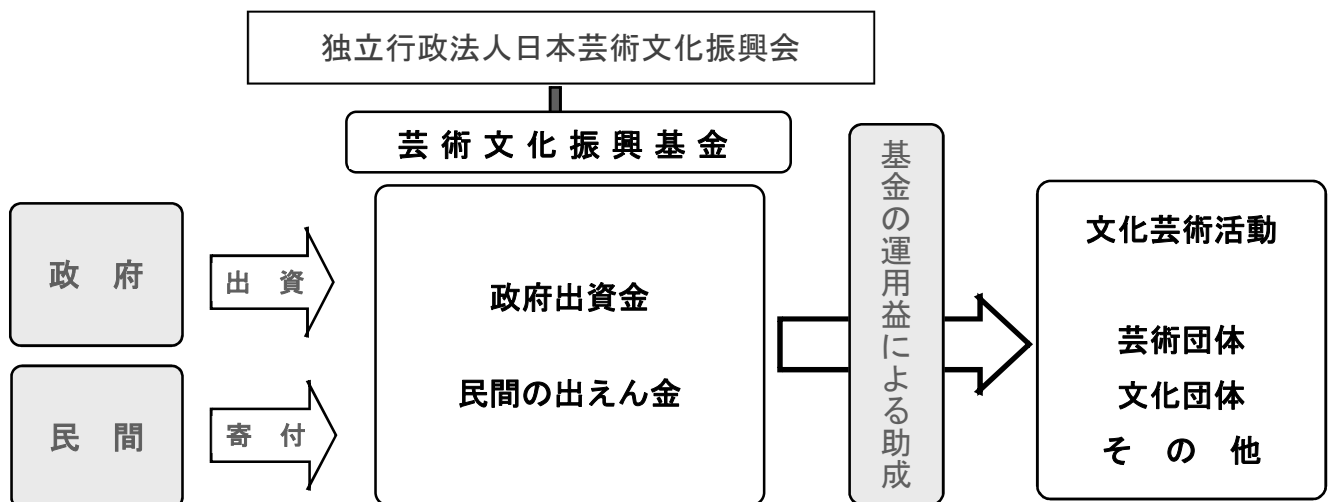 独立行政法人日本芸術文化振興会
芸術文化振興基金
政府
出資
民間
寄付
政府出資金
民間の出えん金
基金の運用益による助成
文化芸術活動
芸術団体
文化団体
その他